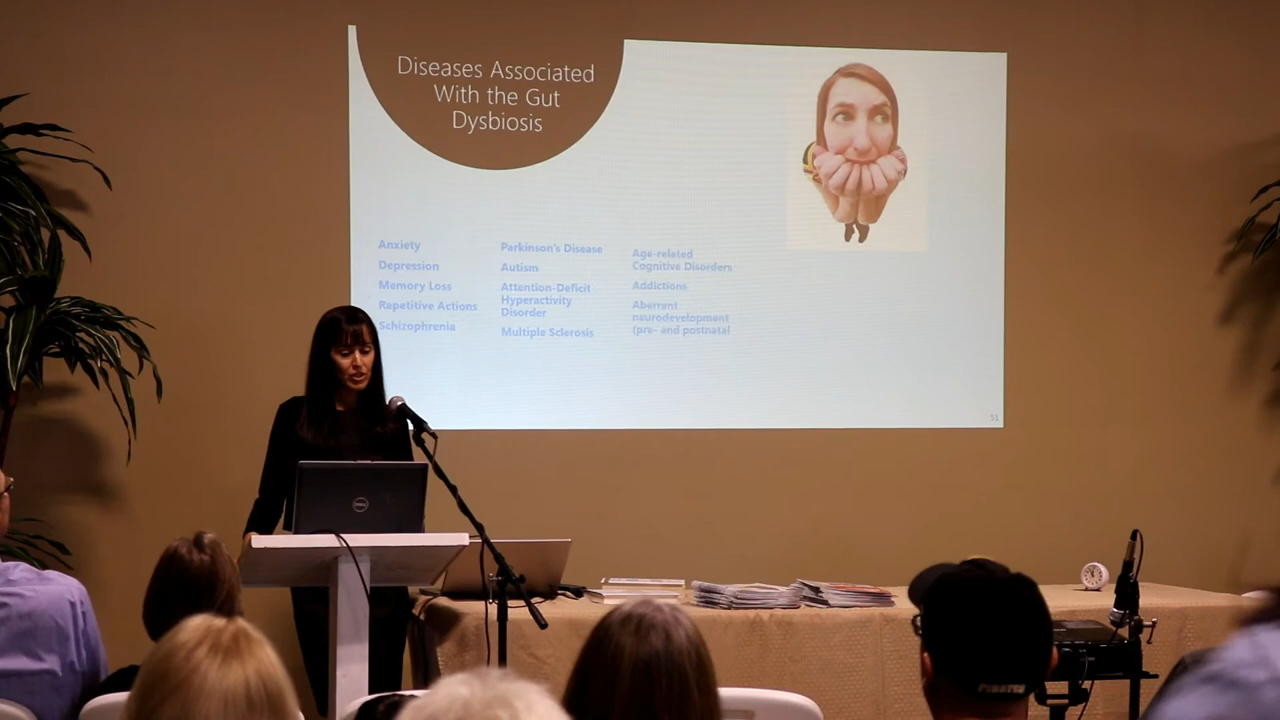 Diseases Associated
With the Gut
Dysbiosis
Anxiety
Depression
Memory Loss
Repetitive Actions
Schizophrenia
Parkinson's Disease
Autism
Attention-Deficit
Hyperactivity
Disorder
Multiple Sclerosis
Age-related
Cognitive Disorders
Addictions
Aberrant
neurodevelopment
(pre- and postnatal
51
DELL